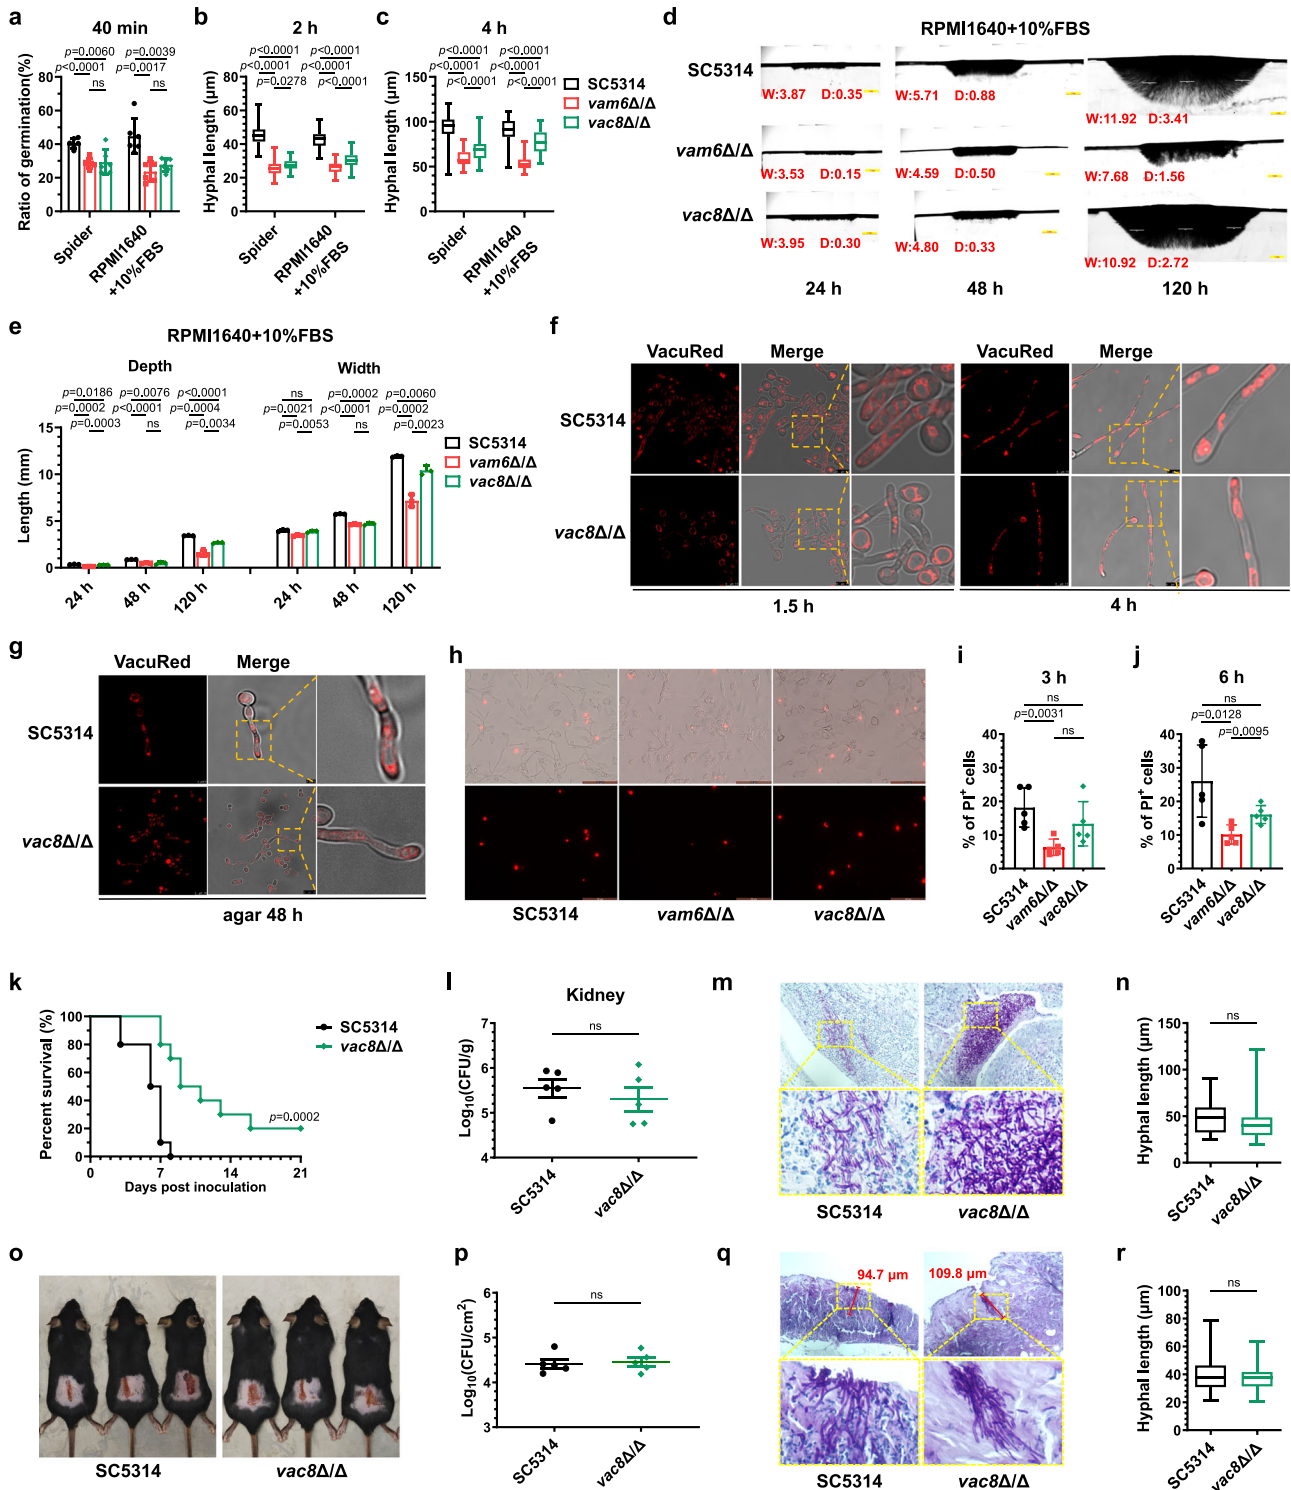 a
40 min
p=0.0060 p=0.0039
p<0.0001 p=0.0017
ns ns
Ratio of germination(%)
80
60
40
20
0
Spider
RPMI1640
+10%FBS
b
2 h
p<0.0001 p<0.0001
p<0.0001 p<0.0001
p=0.0278 p<0.0001
Hyphal length (μm)
80
60
40
20
0
Spider
RPMI1640
+10%FBS
c
4 h
p<0.0001 p<0.0001
p<0.0001 p<0.0001
p<0.0001 p<0.0001
Hyphal length (μm)
150
100
50
0
Spider
RPMI1640
+10%FBS
SC5314
vam6Δ/Δ
vac8Δ/Δ
d
RPMI1640+10%FBS
SC5314
W:3.87 D:0.35
W:5.71 D:0.88
W:11.92 D:3.41
vam6Δ/Δ
W:3.53 D:0.15
W:4.59 D:0.50
W:7.68 D:1.56
vac8Δ/Δ
W:3.95 D:0.30
W:4.80 D:0.33
W:10.92 D:2.72
24 h 48 h 120 h
e
RPMI1640+10%FBS
Depth Width
p=0.0186 p=0.0076 p<0.0001 ns p=0.0002 p=0.0060
p=0.0002 p<0.0001 p=0.0004 p=0.0021 p<0.0001 p=0.0002
p=0.0003 ns p=0.0034 p=0.0053 ns p=0.0023
Length (mm)
15
10
5
0
24 h 48 h 120 h 24 h 48 h 120 h
SC5314
vam6Δ/Δ
vac8Δ/Δ
f
VacuRed Merge VacuRed Merge
SC5314
vac8Δ/Δ
1.5 h 4 h
g
VacuRed Merge
SC5314
vac8Δ/Δ
agar 48 h
h
SC5314 vam6Δ/Δ vac8Δ/Δ
i
3 h
ns
p=0.0031
ns
% of PI+ cells
40
30
20
10
0
SC5314
vam6Δ/Δ
vac8Δ/Δ
j
6 h
ns
p=0.0128
p=0.0095
% of PI+ cells
40
30
20
10
0
SC5314
vam6Δ/Δ
vac8Δ/Δ
k
Percent survival (%)
100
80
60
40
20
0
0 7 14 21
Days post inoculation
SC5314
vac8Δ/Δ
p=0.0002
l
Kidney
ns
Log10(CFU/g)
7
6
5
4
SC5314
vac8Δ/Δ
m
SC5314 vac8Δ/Δ
n
ns
Hyphal length (μm)
150
100
50
0
SC5314
vac8Δ/Δ
o
SC5314 vac8Δ/Δ
p
ns
Log10(CFU/cm2)
6
5
4
3
SC5314
vac8Δ/Δ
q
94.7 μm 109.8 μm
SC5314 vac8Δ/Δ
r
ns
Hyphal length (μm)
100
80
60
40
20
0
SC5314
vac8Δ/Δ